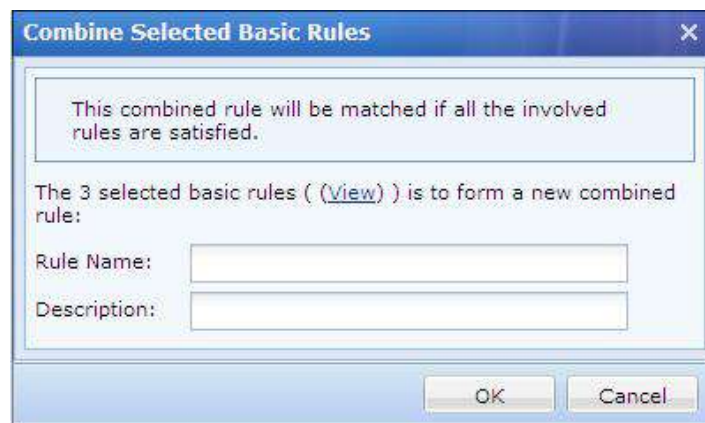 Combine Selected Basic Rules
This combined rule will be matched if all the involved
rules are satisfied.
The 3 selected basic rules ( (View) ) is to form a new combined
rule:
Rule Name:
Description:
OK Cancel